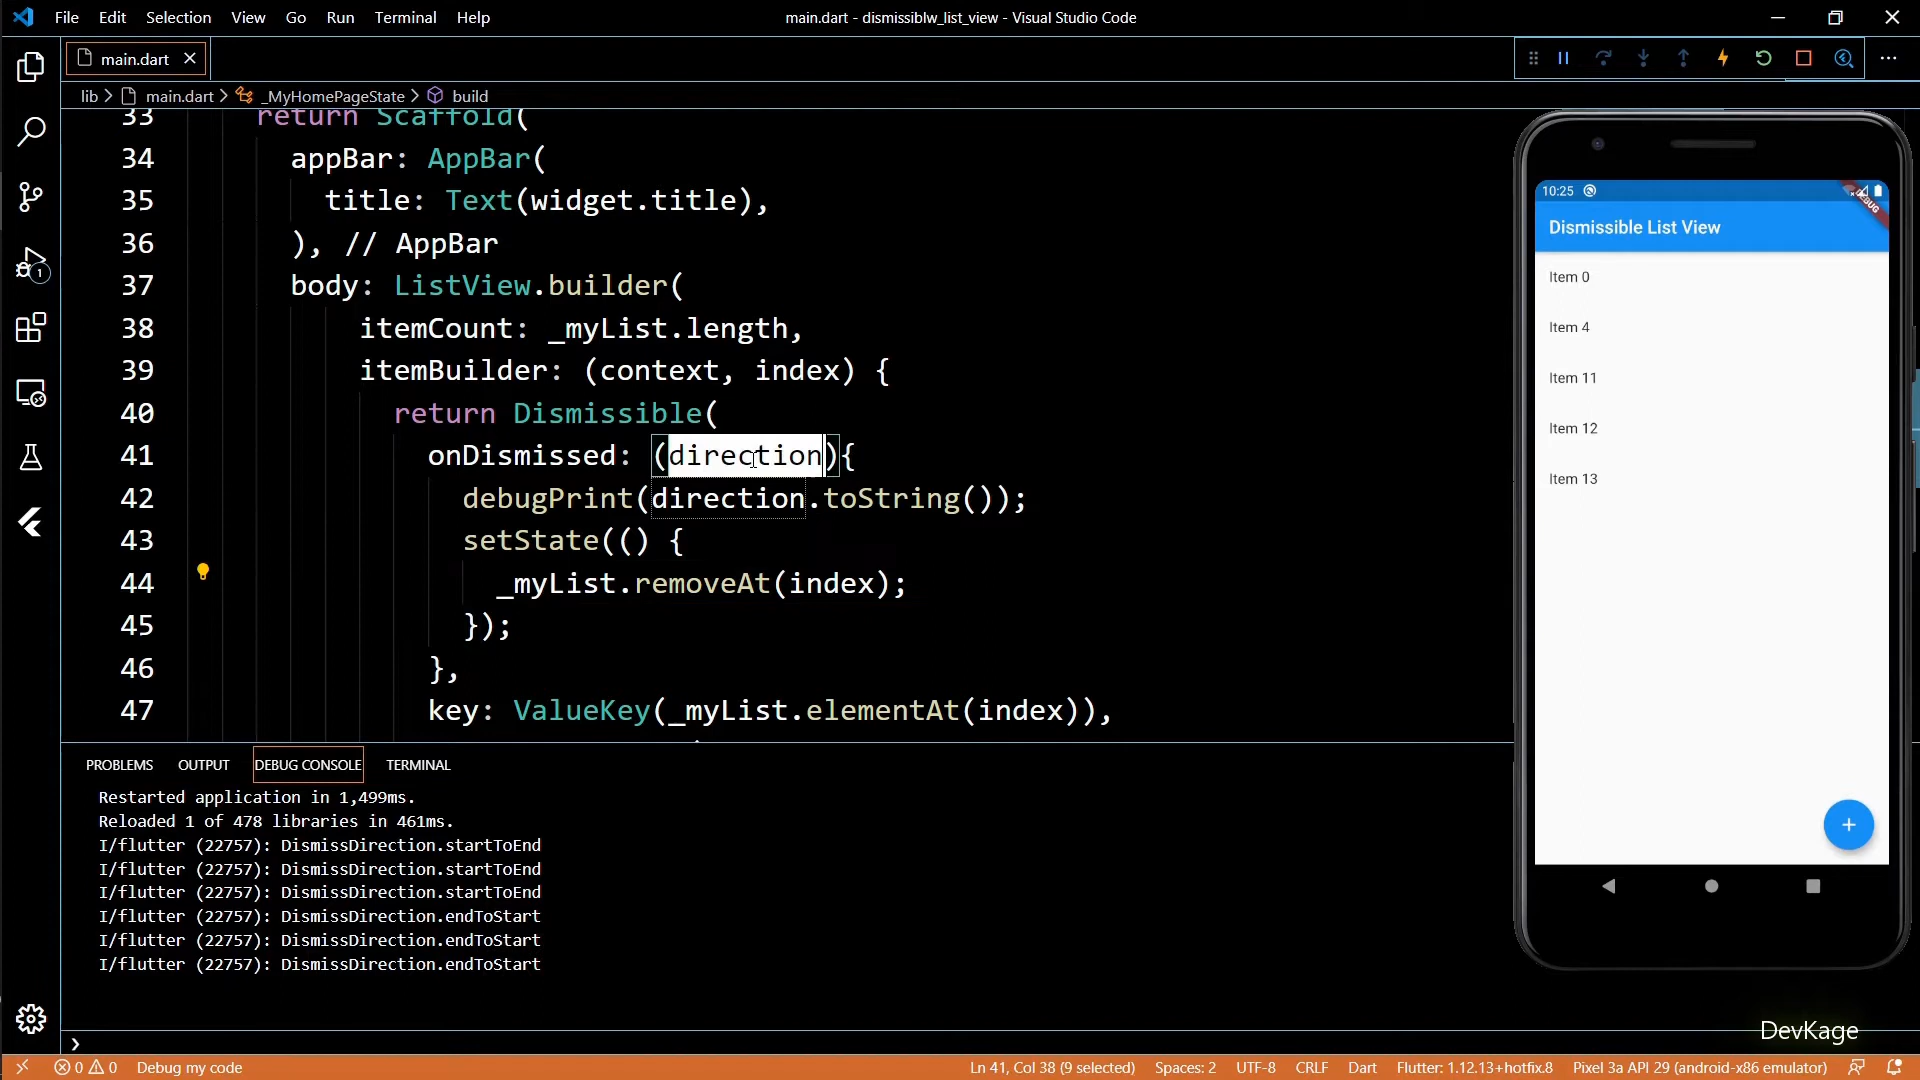 File Edit Selection View Go Run Terminal Help
main.dart - dismissiblw_list_view - Visual Studio Code
main.dart
lib > main.dart > _MyHomePageState > build
33 return Scaffold(
34 appBar: AppBar(
35 title: Text(widget.title),
36 ), // AppBar
37 body: ListView.builder(
38 itemCount: _myList.length,
39 itemBuilder: (context, index) {
40 return Dismissible(
41 onDismissed: (direction){
42 debugPrint(direction.toString());
43 setState(() {
44 _myList.removeAt(index);
45 });
46 },
47 key: ValueKey(_myList.elementAt(index)),
PROBLEMS OUTPUT DEBUG CONSOLE TERMINAL
Restarted application in 1,499ms.
Reloaded 1 of 478 libraries in 461ms.
I/flutter (22757): DismissDirection.startToEnd
I/flutter (22757): DismissDirection.startToEnd
I/flutter (22757): DismissDirection.startToEnd
I/flutter (22757): DismissDirection.endToStart
I/flutter (22757): DismissDirection.endToStart
I/flutter (22757): DismissDirection.endToStart
1
10:25
DEBUG
Dismissible List View
Item 0
Item 4
Item 11
Item 12
Item 13
DevKage
0 0 Debug my code
Ln 41, Col 38 (9 selected) Spaces: 2 UTF-8 CRLF Dart Flutter: 1.12.13+hotfix.8 Pixel 3a API 29 (android-x86 emulator)